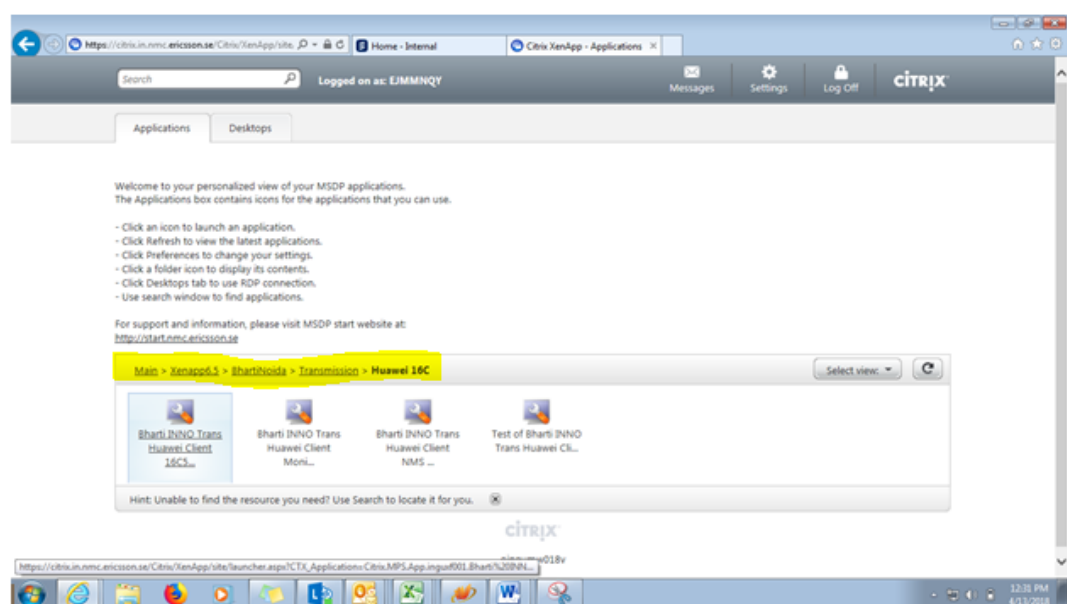 https://citrix.in.nmc.ericsson.se/Citrix/XenApp/site.
Home - Internal
Citrix XenApp - Applications
Search
Logged on as: EJMMNQY
Messages
Settings
Log Off
CİTRIX
Applications
Desktops
Welcome to your personalized view of your MSDP applications.
The Applications box contains icons for the applications that you can use.
- Click an icon to launch an application.
- Click Refresh to view the latest applications.
- Click Preferences to change your settings.
- Click a folder icon to display its contents.
- Click Desktops tab to use RDP connection.
- Use search window to find applications.
For support and information, please visit MSDP start website at:
http://start.nmc.ericsson.se
Main > Xenapp6.5 > BhartiNoida > Transmission > Huawei 16C
Select view:
Bharti INNO Trans
Huawei Client
16C5...
Bharti INNO Trans
Huawei Client
Moni...
Bharti INNO Trans
Huawei Client
NMS ...
Test of Bharti INNO
Trans Huawei Cli...
Hint: Unable to find the resource you need? Use Search to locate it for you.
CİTRIX
https://citrix.in.nmc.ericsson.se/Citrix/XenApp/site/launcher.aspx?CTX_Application=Citrix.MPS.App.
12:31 PM
4/13/2018